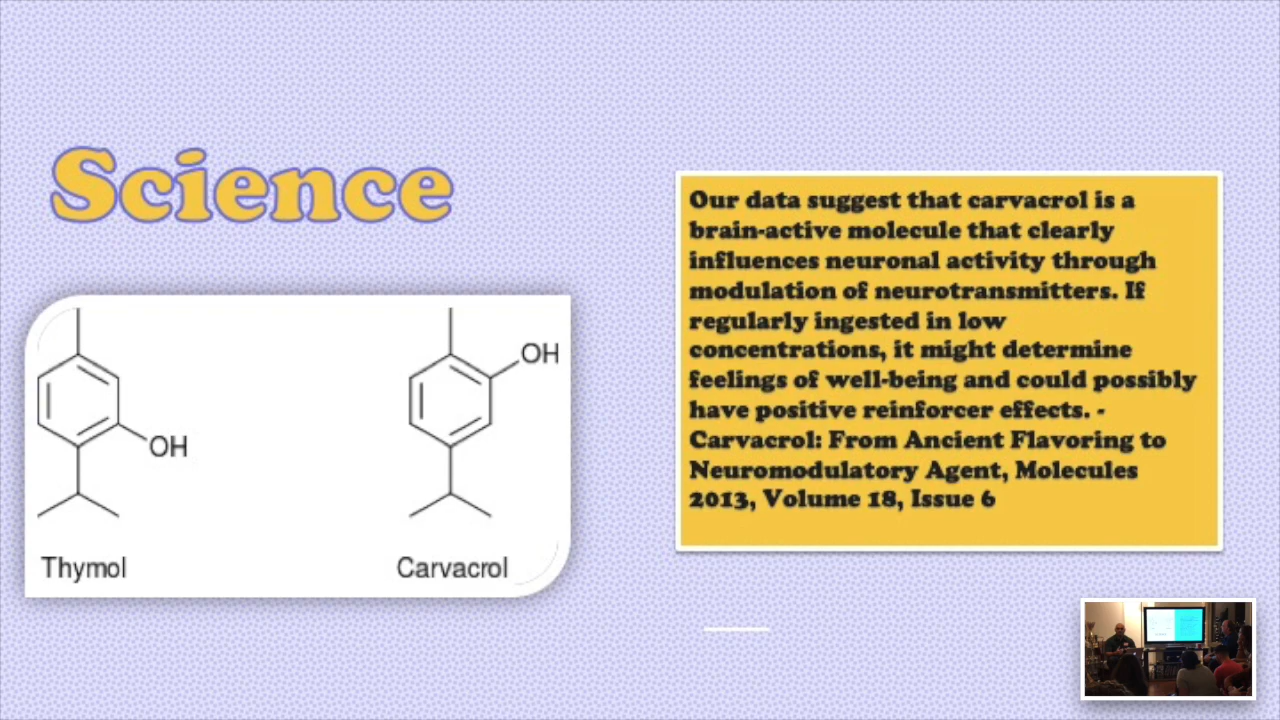 Science
Our data suggest that carvacrol is a
brain-active molecule that clearly
influences neuronal activity through
modulation of neurotransmitters. If
regularly ingested in low
concentrations, it might determine
feelings of well-being and could possibly
have positive reinforcer effects. -
Carvacrol: From Ancient Flavoring to
Neuromodulatory Agent, Molecules
2013, Volume 18, Issue 6
OH
OH
Thymol
Carvacrol